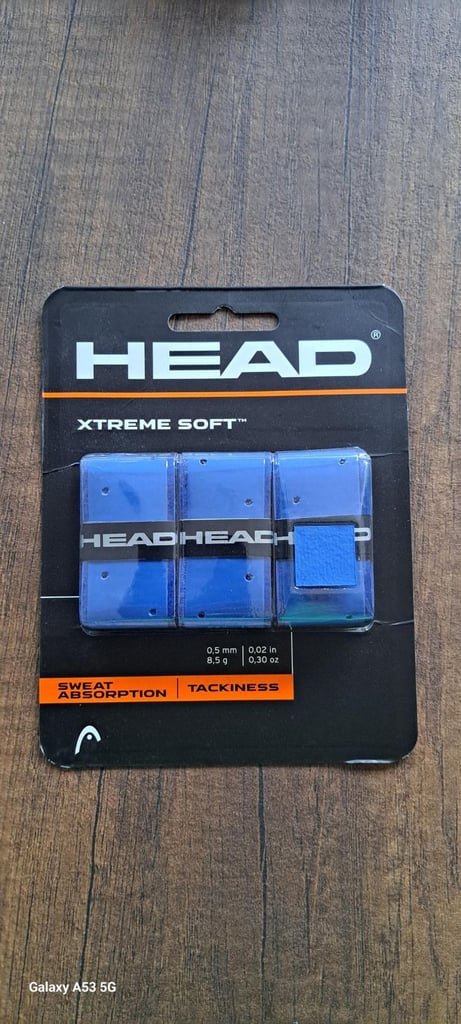 HEAD®
XTREME SOFT™
HEAD HEAD HEAD
0,5 mm | 0,02 in
8,5 g | 0,30 oz
SWEAT
ABSORPTION | TACKINESS
Galaxy A53 5G